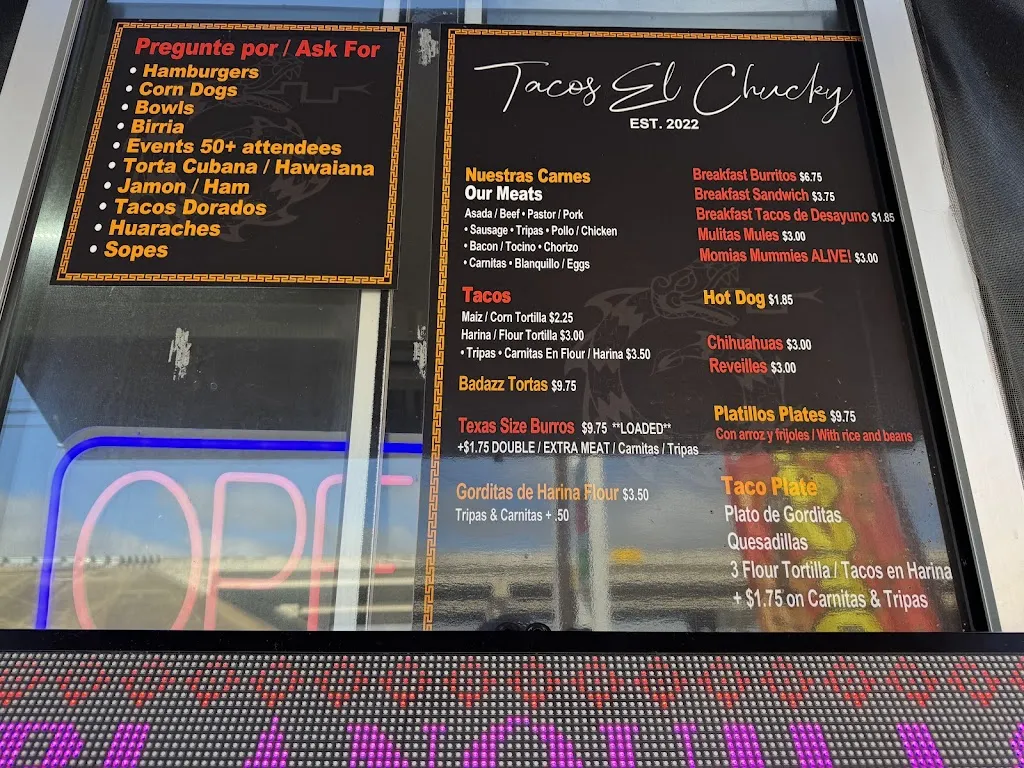 Pregunte por / Ask For
• Hamburgers
• Corn Dogs
• Bowls
• Birria
• Events 50+ attendees
• Torta Cubana / Hawaiana
• Jamon / Ham
• Tacos Dorados
• Huaraches
• Sopes
Tacos El Chucky
EST. 2022
Nuestras Carnes
Our Meats
Asada / Beef • Pastor / Pork
• Sausage • Tripas • Pollo / Chicken
• Bacon / Tocino • Chorizo
• Carnitas • Blanquillo / Eggs
Tacos
Maiz / Corn Tortilla $2.25
Harina / Flour Tortilla $3.00
• Tripas • Carnitas En Flour / Harina $3.50
Badazz Tortas $9.75
Texas Size Burros $9.75 **LOADED**
+$1.75 DOUBLE / EXTRA MEAT / Carnitas / Tripas
Gorditas de Harina Flour $3.50
Tripas & Carnitas + .50
Breakfast Burritos $6.75
Breakfast Sandwich $3.75
Breakfast Tacos de Desayuno $1.85
Mulitas Mules $3.00
Momias Mummies ALIVE! $3.00
Hot Dog $1.85
Chihuahuas $3.00
Reveilles $3.00
Platillos Plates $9.75
Con arroz y frijoles / With rice and beans
Taco Plate
Plato de Gorditas
Quesadillas
3 Flour Tortilla / Tacos en Harina
+ $1.75 on Carnitas & Tripas
OPE